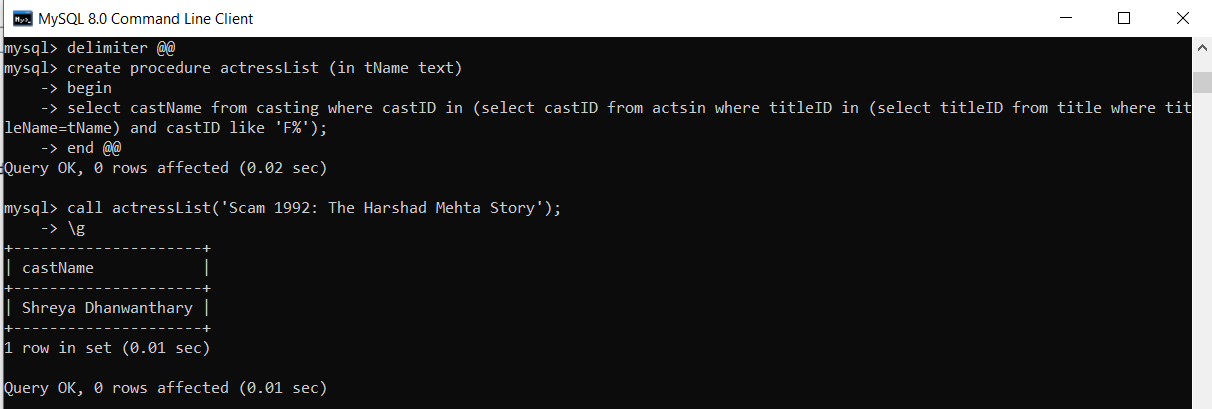 MySQL 8.0 Command Line Client
mysql> delimiter @@
mysql> create procedure actressList (in tName text)
    -> begin
    -> select castName from casting where castID in (select castID from actsin where titleID in (select titleID from title where tit
leName=tName) and castID like 'F%');
    -> end @@
Query OK, 0 rows affected (0.02 sec)

mysql> call actressList('Scam 1992: The Harshad Mehta Story');
    -> \g
+---------------------+
| castName            |
+---------------------+
| Shreya Dhanwanthary |
+---------------------+
1 row in set (0.01 sec)

Query OK, 0 rows affected (0.01 sec)